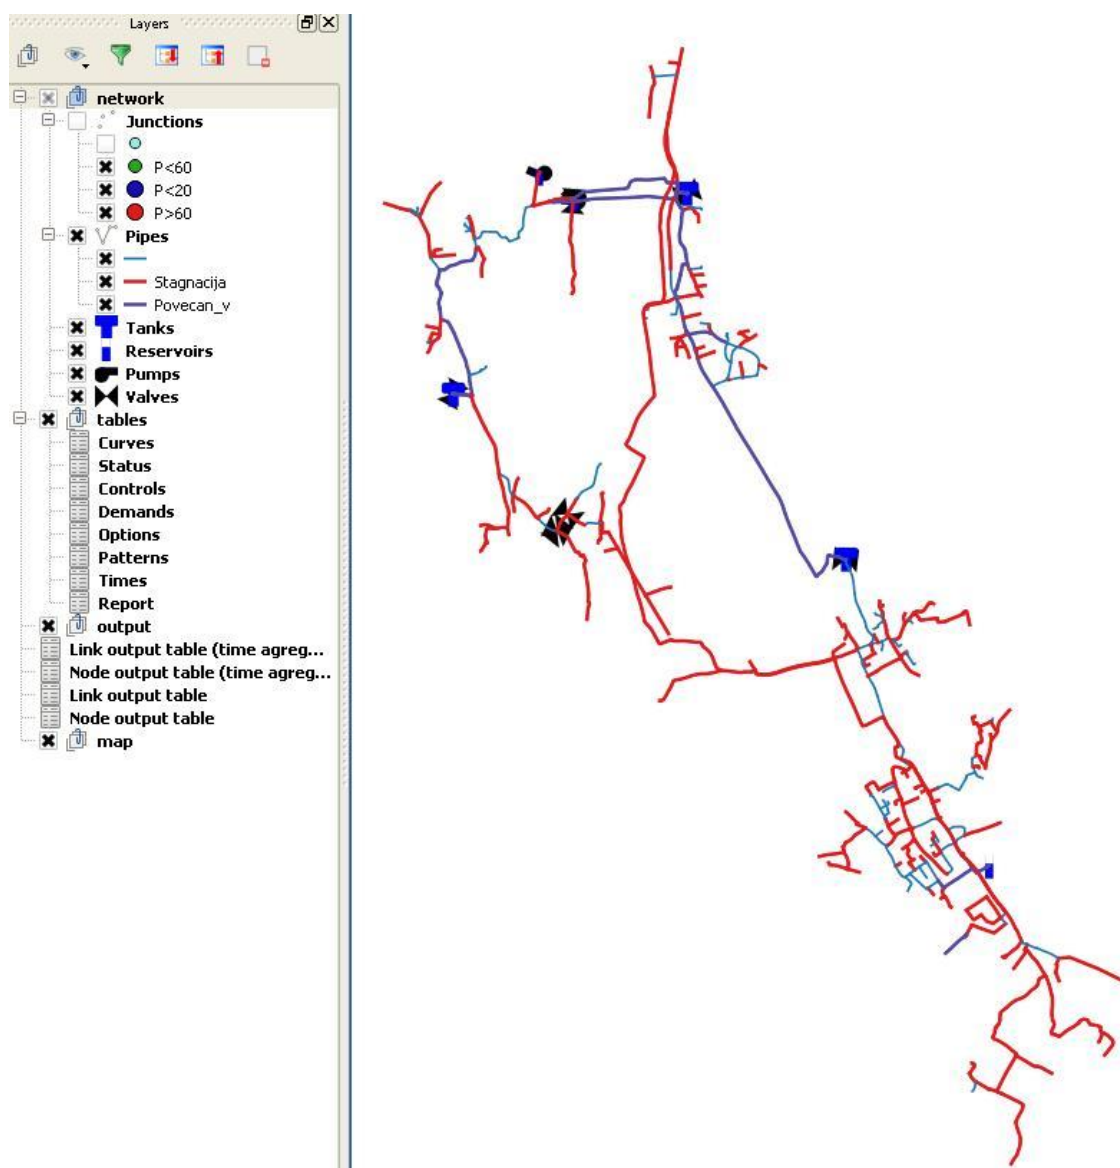 Layers
network
Junctions
P<60
P<20
P>60
Pipes
Stagnacija
Povecan_v
Tanks
Reservoirs
Pumps
Valves
tables
Curves
Status
Controls
Demands
Options
Patterns
Times
Report
output
Link output table (time agreg...
Node output table (time agreg...
Link output table
Node output table
map